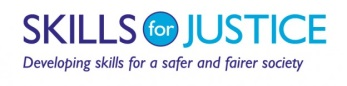 SKILLS for JUSTICE
Developing skills for a safer and fairer society